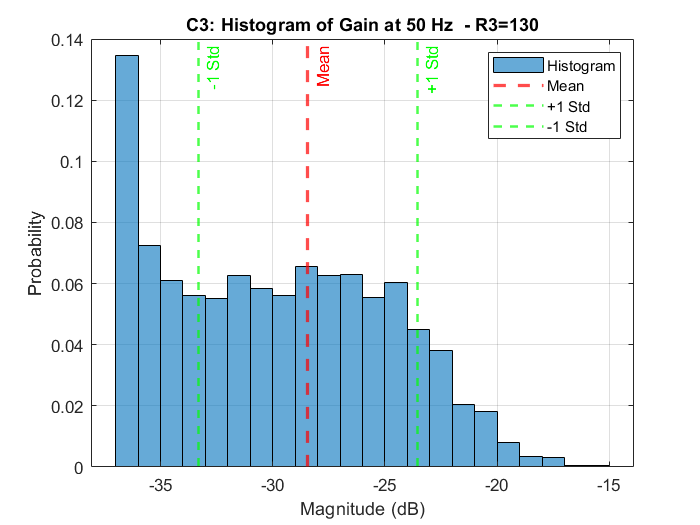 C3: Histogram of Gain at 50 Hz - R3=130
0.14
0.12
0.1
0.08
0.06
0.04
0.02
0
Probability
-1 Std
Mean
+1 Std
Histogram
Mean
+1 Std
-1 Std
-35
-30
-25
-20
-15
Magnitude (dB)